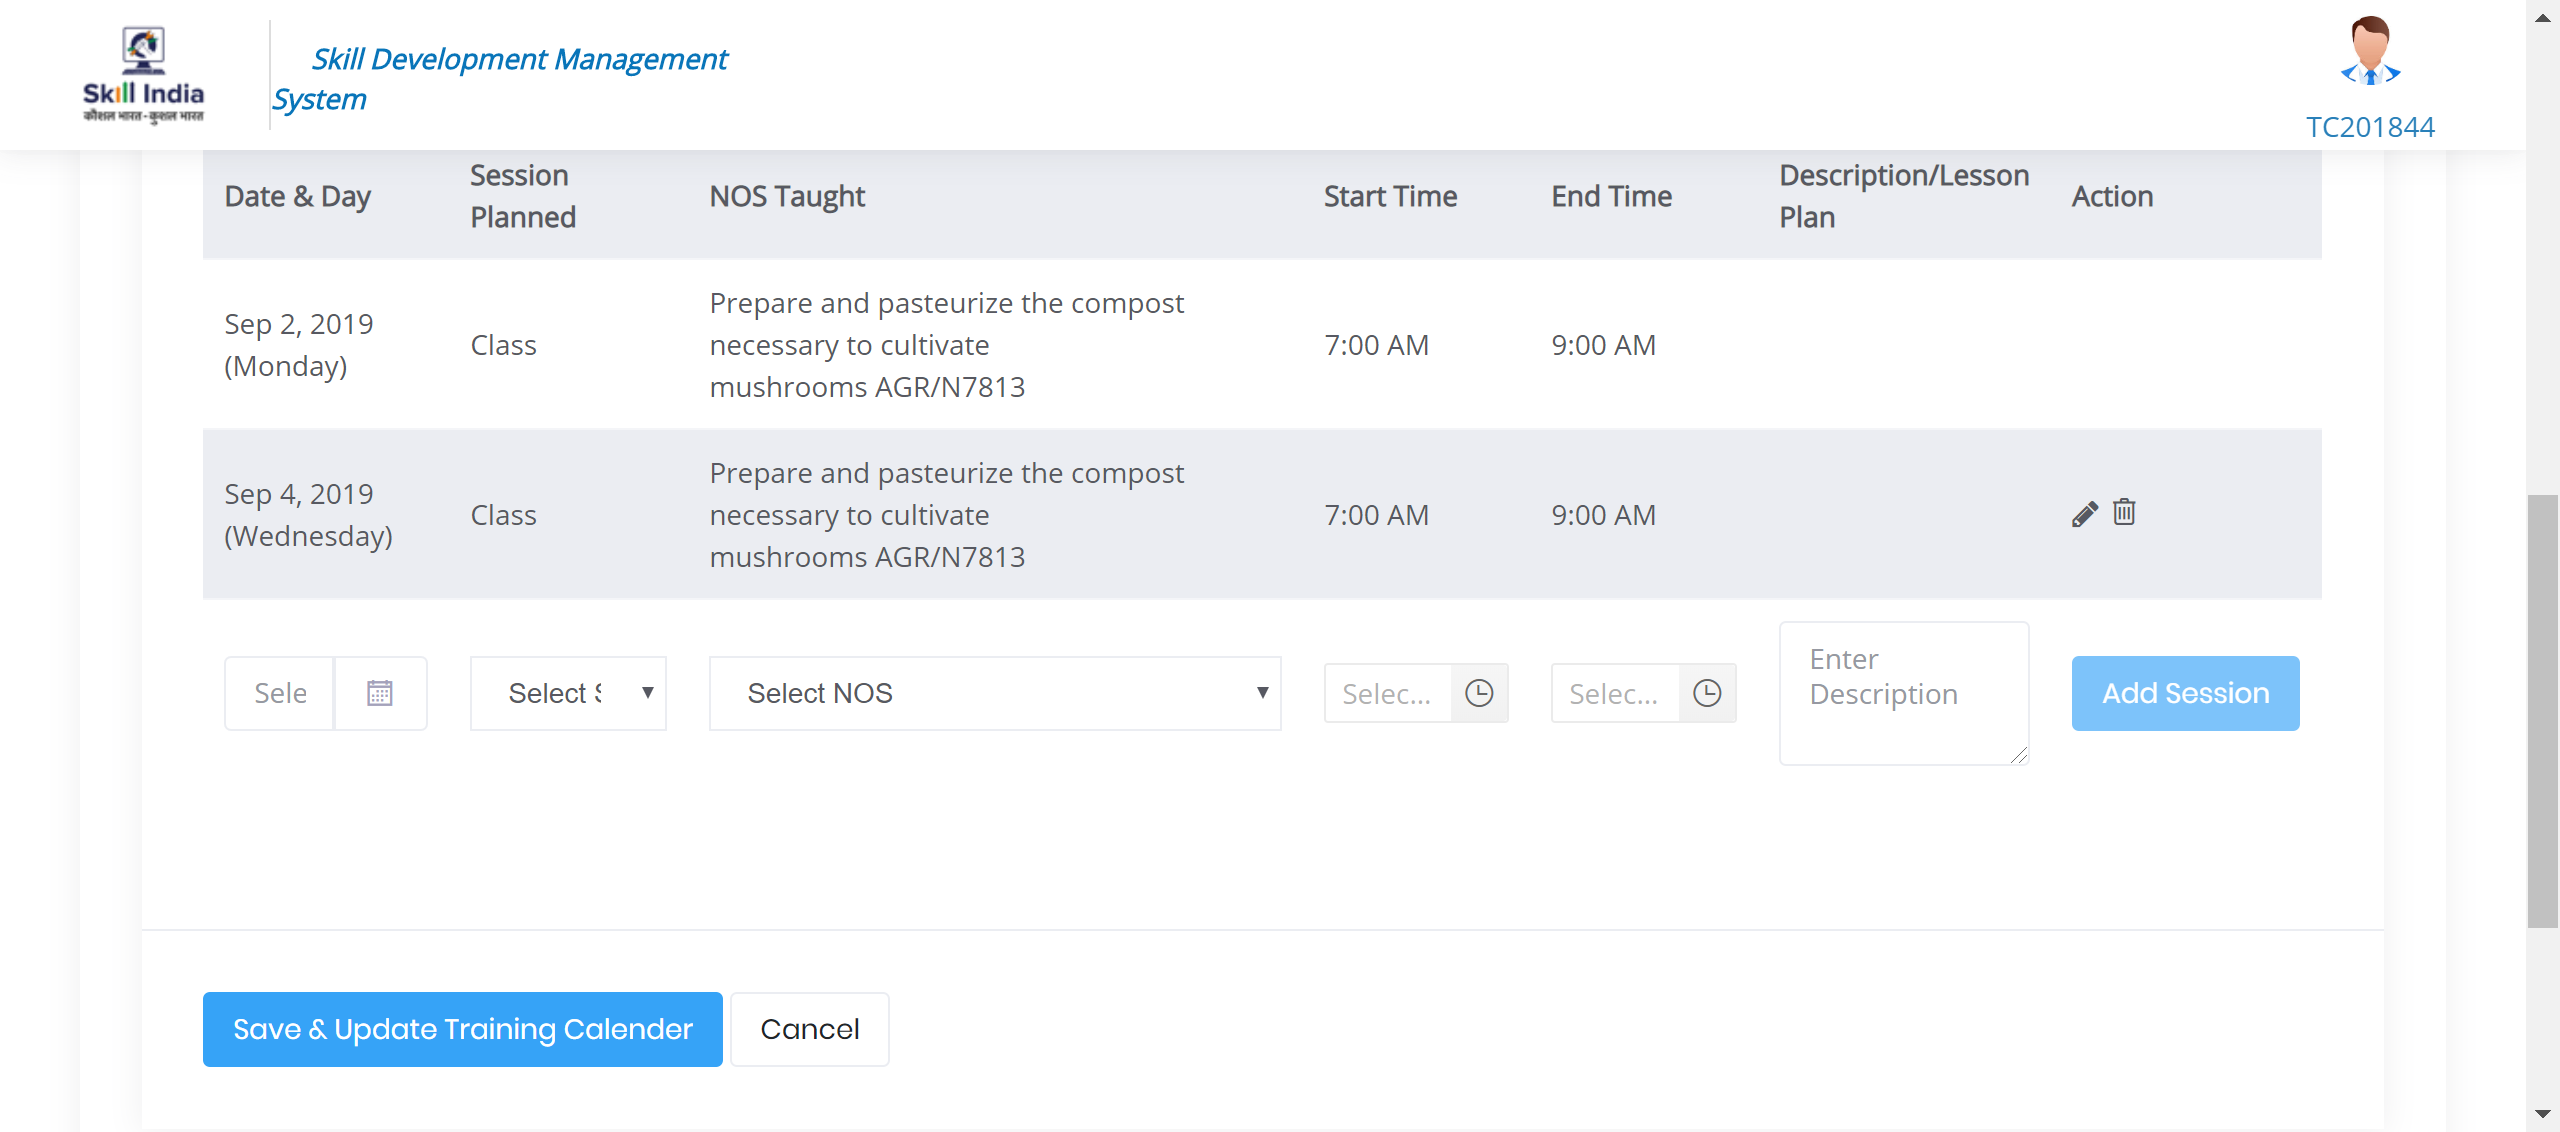 Skill India
कौशल भारत - कुशल भारत
Skill Development Management
System
TC201844
Date & Day
Session
Planned
NOS Taught
Start Time
End Time
Description/Lesson
Plan
Action
Sep 2, 2019
(Monday)
Class
Prepare and pasteurize the compost
necessary to cultivate
mushrooms AGR/N7813
7:00 AM
9:00 AM
Sep 4, 2019
(Wednesday)
Class
Prepare and pasteurize the compost
necessary to cultivate
mushrooms AGR/N7813
7:00 AM
9:00 AM
Sele
Select S
Select NOS
Selec...
Selec...
Enter
Description
Add Session
Save & Update Training Calender
Cancel